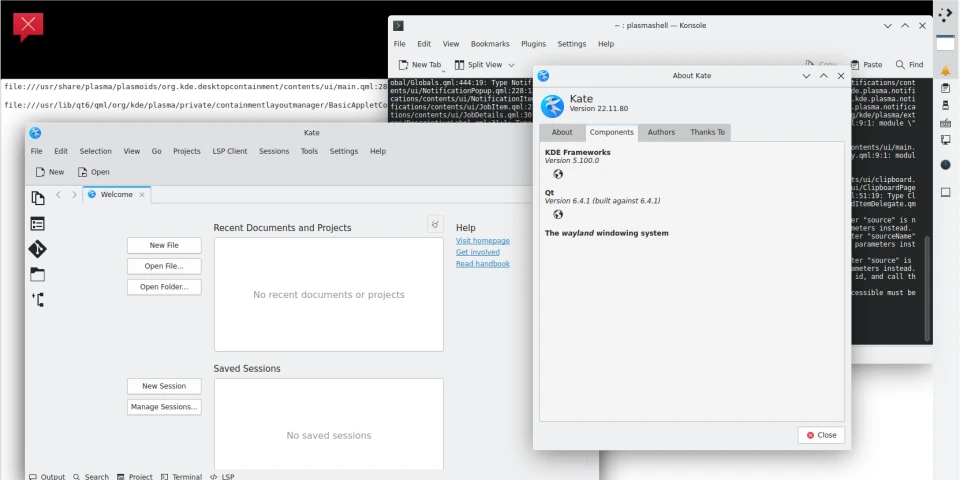 ~ : plasmashell — Konsole
File Edit View Bookmarks Plugins Settings Help
New Tab Split View Copy Paste Find
file:///usr/share/plasma/plasmoids/org.kde.desktopcontainment/contents/ui/main.qml:28
file:///usr/lib/qt6/qml/org/kde/plasma/private/containmentlayoutmanager/BasicAppletCo
obal/Globals.qml:444:19: Type Notif
ents/ui/NotificationPopup.qml:228:1
cations/contents/ui/NotificationIte
fications/contents/ui/JobItem.qml:2
tions/contents/ui/JobDetails.qml:30
Kate
File Edit Selection View Go Projects LSP Client Sessions Tools Settings Help
New Open
Welcome
Recent Documents and Projects
New File
Open File...
Open Folder...
No recent documents or projects
Help
Visit homepage
Get involved
Read handbook
Saved Sessions
New Session
Manage Sessions...
No saved sessions
Output Search Project Terminal LSP
About Kate
Kate
Version 22.11.80
About Components Authors Thanks To
KDE Frameworks
Version 5.100.0
Qt
Version 6.4.1 (built against 6.4.1)
The wayland windowing system
Close
ifications/cont
de.plasma.noti
.kde.plasma.noti
g/kde/plasma/ext
:9:1: module \"
ontents/ui/main.
y.qml:9:1: modul
ts/ui/clipboard.
ui/ClipboardPage
:51:19: Type Cl
dItemDelegate.qm
er "source" is n
meters instead.
ter "sourceName"
parameters inst
ter "source" is
ameters instead.
id, and call th
cessible must be